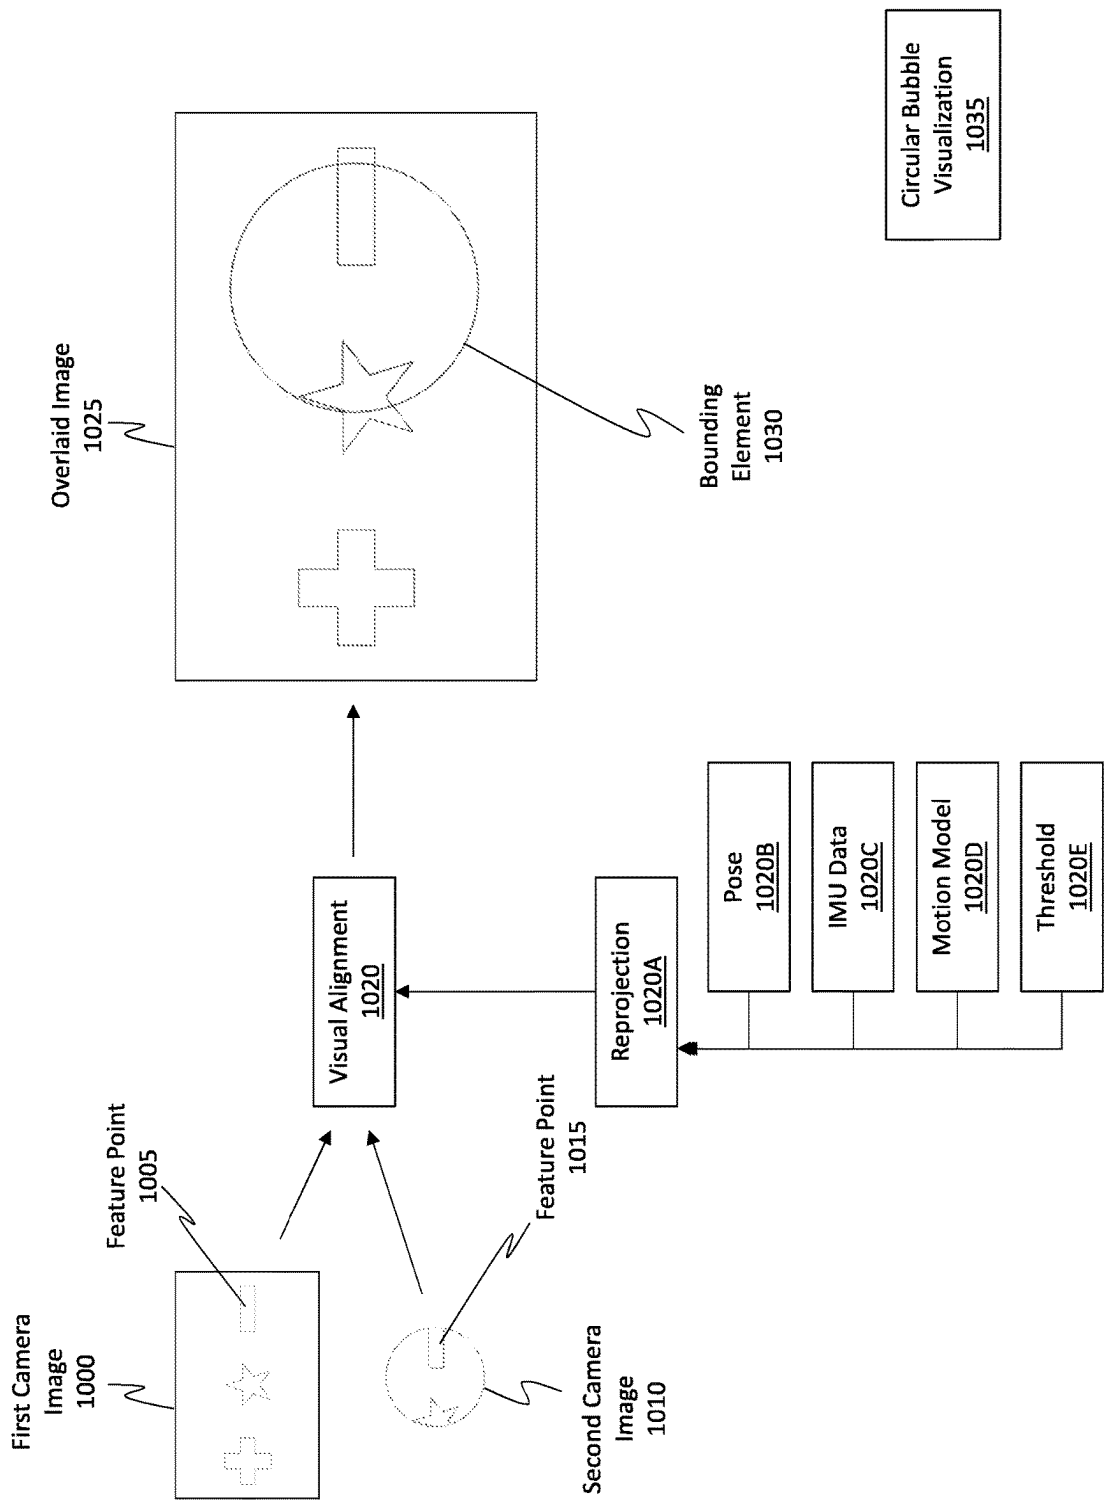 First Camera
Image
1000
Feature Point
1005
Second Camera
Image
1010
Feature Point
1015
Visual Alignment
1020
Reprojection
1020A
Pose
1020B
IMU Data
1020C
Motion Model
1020D
Threshold
1020E
Overlaid Image
1025
Bounding
Element
1030
Circular Bubble
Visualization
1035